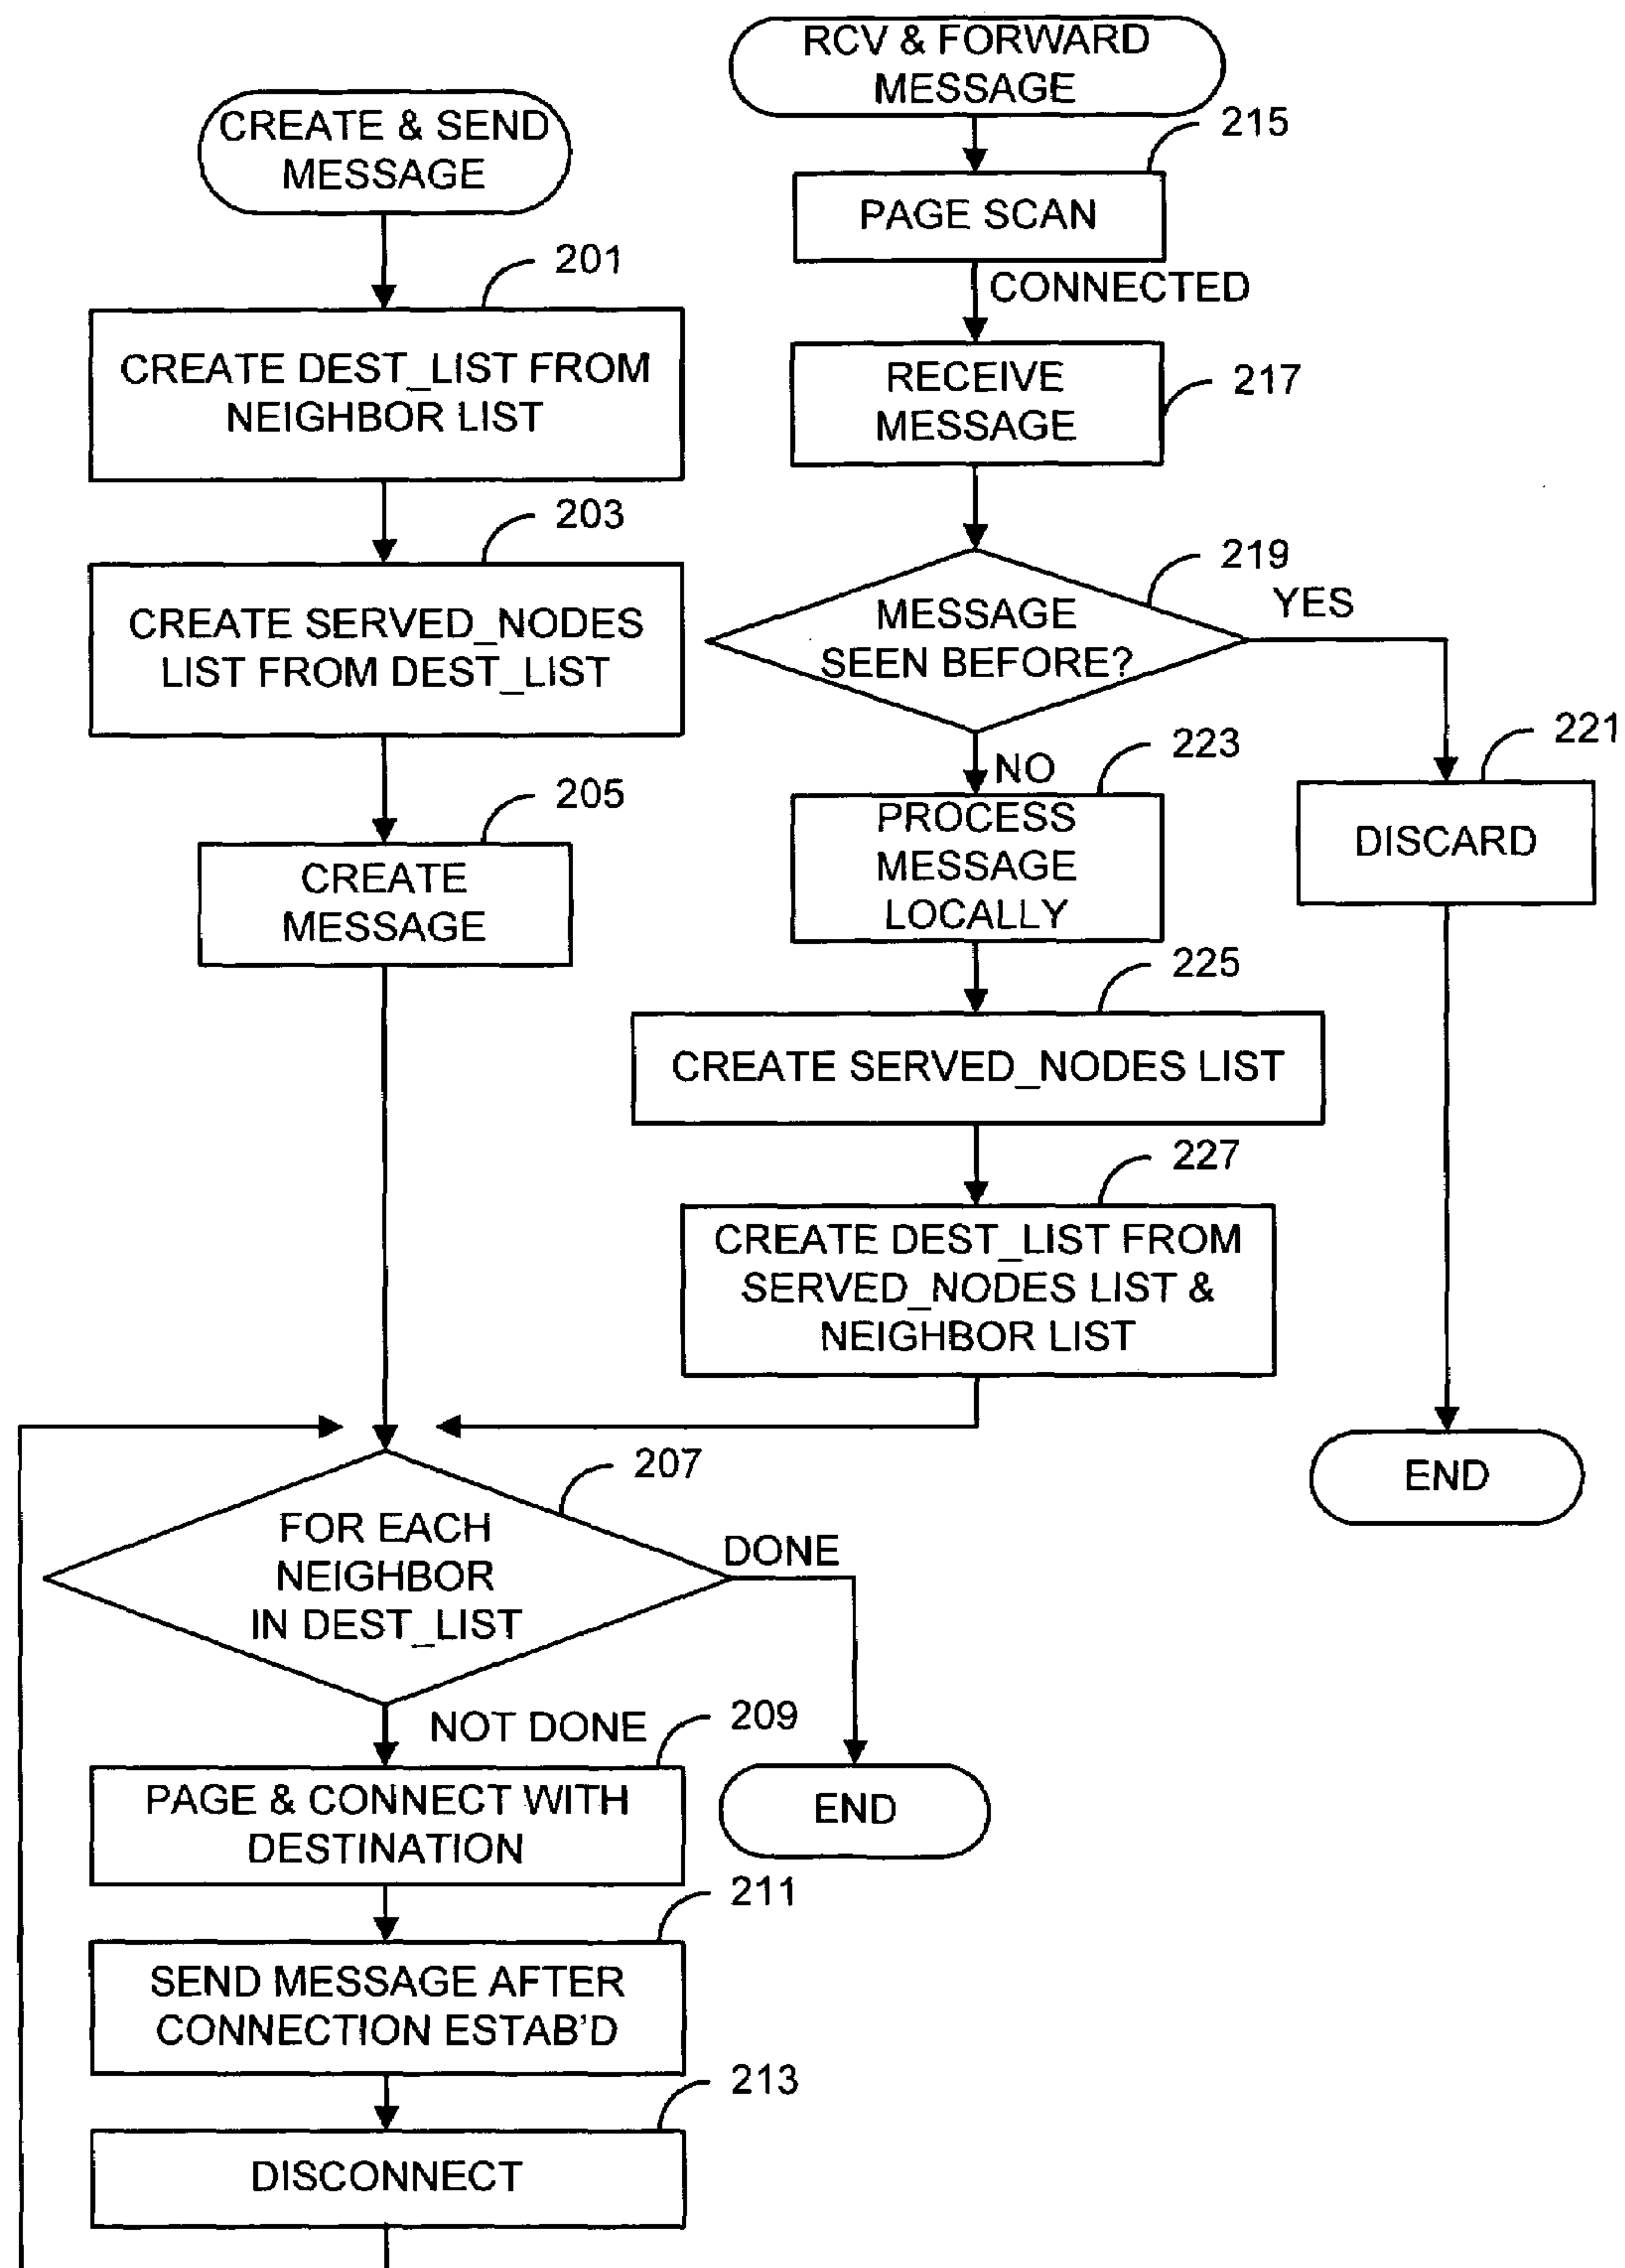 CREATE & SEND
MESSAGE
201
CREATE DEST_LIST FROM
NEIGHBOR LIST
203
CREATE SERVED_NODES
LIST FROM DEST_LIST
205
CREATE
MESSAGE
RCV & FORWARD
MESSAGE
215
PAGE SCAN
CONNECTED
RECEIVE
MESSAGE
217
219
MESSAGE
SEEN BEFORE?
YES
221
DISCARD
END
NO
223
PROCESS
MESSAGE
LOCALLY
225
CREATE SERVED_NODES LIST
227
CREATE DEST_LIST FROM
SERVED_NODES LIST &
NEIGHBOR LIST
207
FOR EACH
NEIGHBOR
IN DEST_LIST
DONE
END
NOT DONE
209
PAGE & CONNECT WITH
DESTINATION
211
SEND MESSAGE AFTER
CONNECTION ESTAB'D
213
DISCONNECT